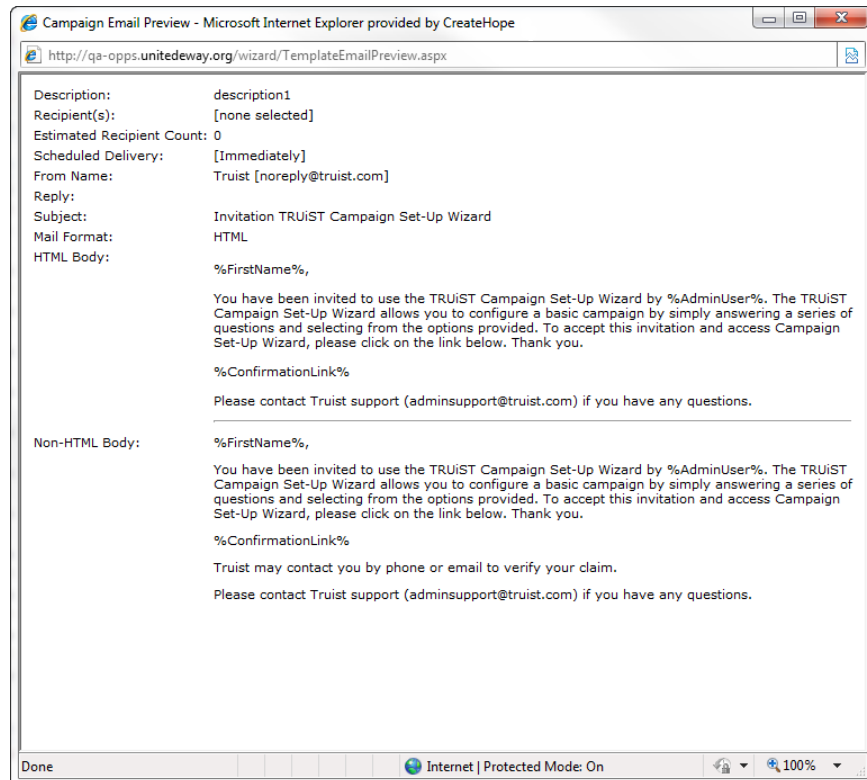 Campaign Email Preview - Microsoft Internet Explorer provided by CreateHope
http://qa-opps.unitedeway.org/wizard/TemplateEmailPreview.aspx
Description: description1
Recipient(s): [none selected]
Estimated Recipient Count: 0
Scheduled Delivery: [Immediately]
From Name: Truist [noreply@truist.com]
Reply:
Subject: Invitation TRUiST Campaign Set-Up Wizard
Mail Format: HTML
HTML Body:
%FirstName%,
You have been invited to use the TRUiST Campaign Set-Up Wizard by %AdminUser%. The TRUiST
Campaign Set-Up Wizard allows you to configure a basic campaign by simply answering a series of
questions and selecting from the options provided. To accept this invitation and access Campaign
Set-Up Wizard, please click on the link below. Thank you.
%ConfirmationLink%
Please contact Truist support (adminsupport@truist.com) if you have any questions.
Non-HTML Body: %FirstName%,
You have been invited to use the TRUiST Campaign Set-Up Wizard by %AdminUser%. The TRUiST
Campaign Set-Up Wizard allows you to configure a basic campaign by simply answering a series of
questions and selecting from the options provided. To accept this invitation and access Campaign
Set-Up Wizard, please click on the link below. Thank you.
%ConfirmationLink%
Truist may contact you by phone or email to verify your claim.
Please contact Truist support (adminsupport@truist.com) if you have any questions.
Done Internet | Protected Mode: On 100%